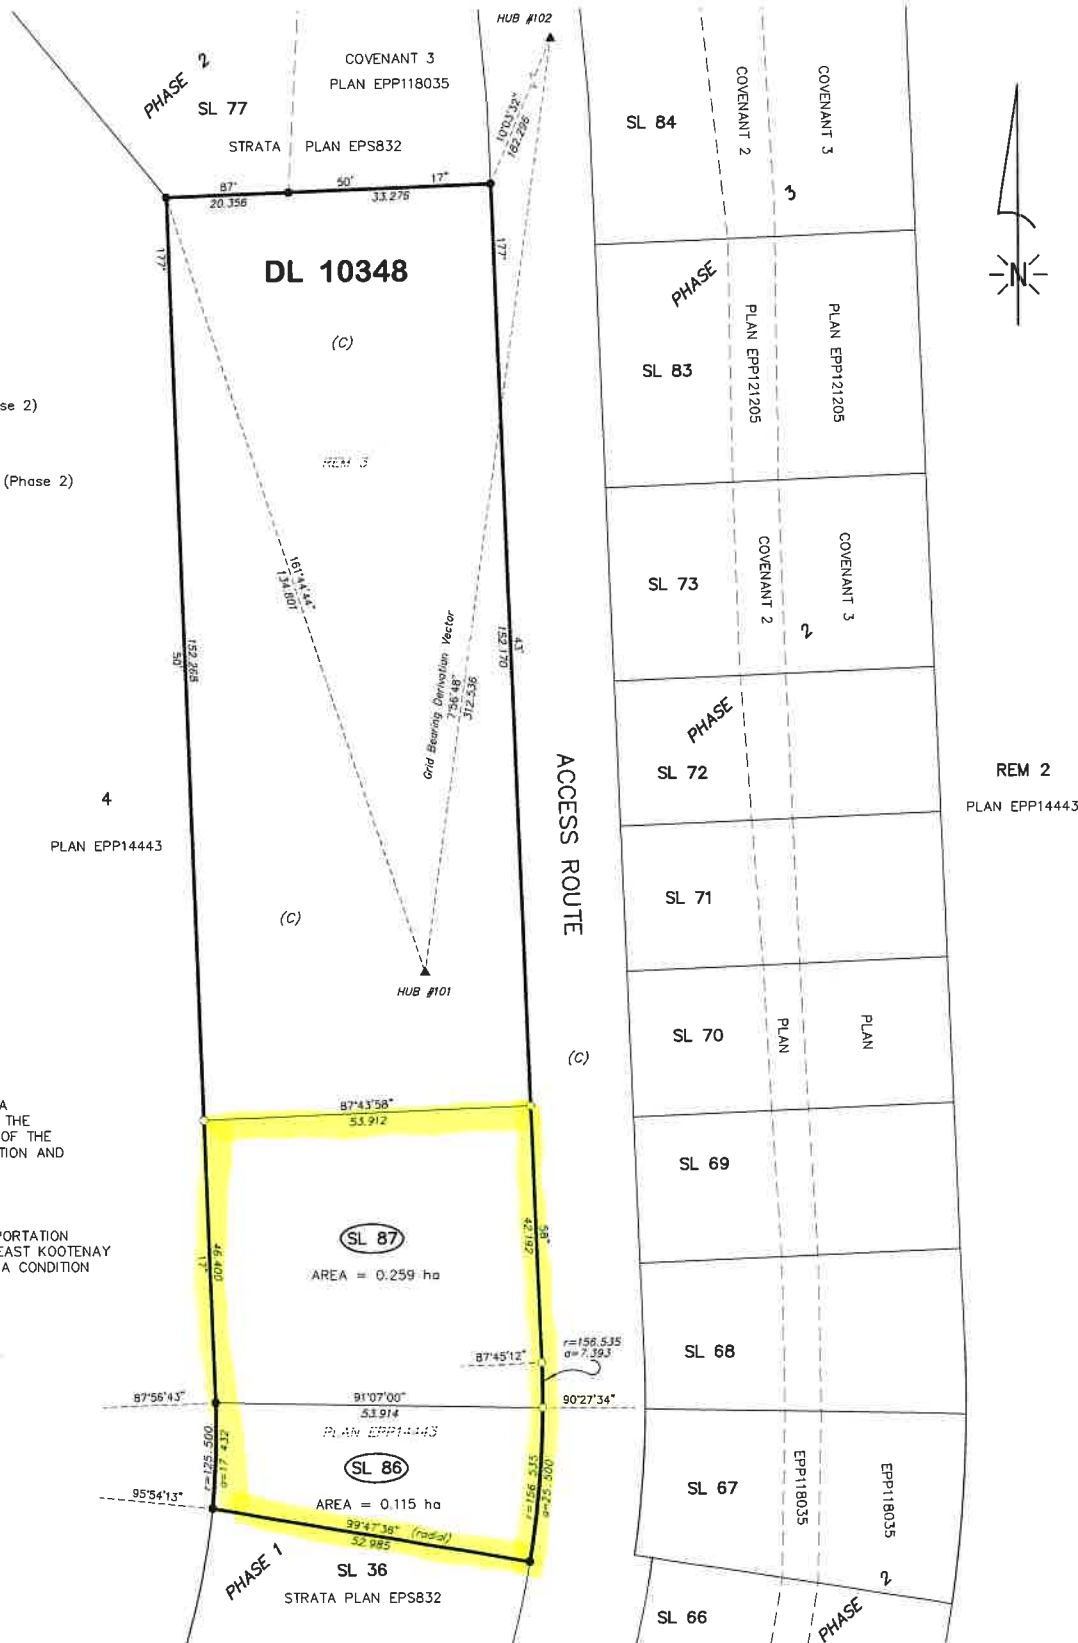 HUB #102
COVENANT 3
PLAN EPP118035
PHASE 2
SL 77
STRATA PLAN EPS832
10°03'32"
182.296
87° 50' 17"
20.356
33.276
177°
177°
DL 10348
(C)
REM 3
se 2)
(Phase 2)
161°44'44"
134.801
Grid Bearing Derivation Vector
7°56'48"
312.536
152.268
50'
43'
152.170
4
PLAN EPP14443
ACCESS ROUTE
(C)
HUB #101
(C)
SL 84
COVENANT 2
COVENANT 3
3
PHASE
SL 83
PLAN EPP121205
PLAN EPP121205
SL 73
COVENANT 2
COVENANT 3
2
PHASE
SL 72
REM 2
PLAN EPP14443
SL 71
SL 70
PLAN
PLAN
SL 69
SL 68
SL 67
EPP118035
EPP118035
2
PHASE
SL 66
N
A
THE
OF THE
TION AND
PORTATION
EAST KOOTENAY
A CONDITION
87°43'58"
53.912
SL 87
AREA = 0.259 ha
46.400
17"
58"
42.192
87°45'12"
r=156.535
a=7.393
87°56'43"
91°07'00"
53.914
90°27'34"
PLAN EPP14443
SL 86
AREA = 0.115 ha
r=125.500
a=17.432
r=156.535
a=25.500
95°54'13"
99°47'38" (radial)
52.985
PHASE 1
SL 36
STRATA PLAN EPS832